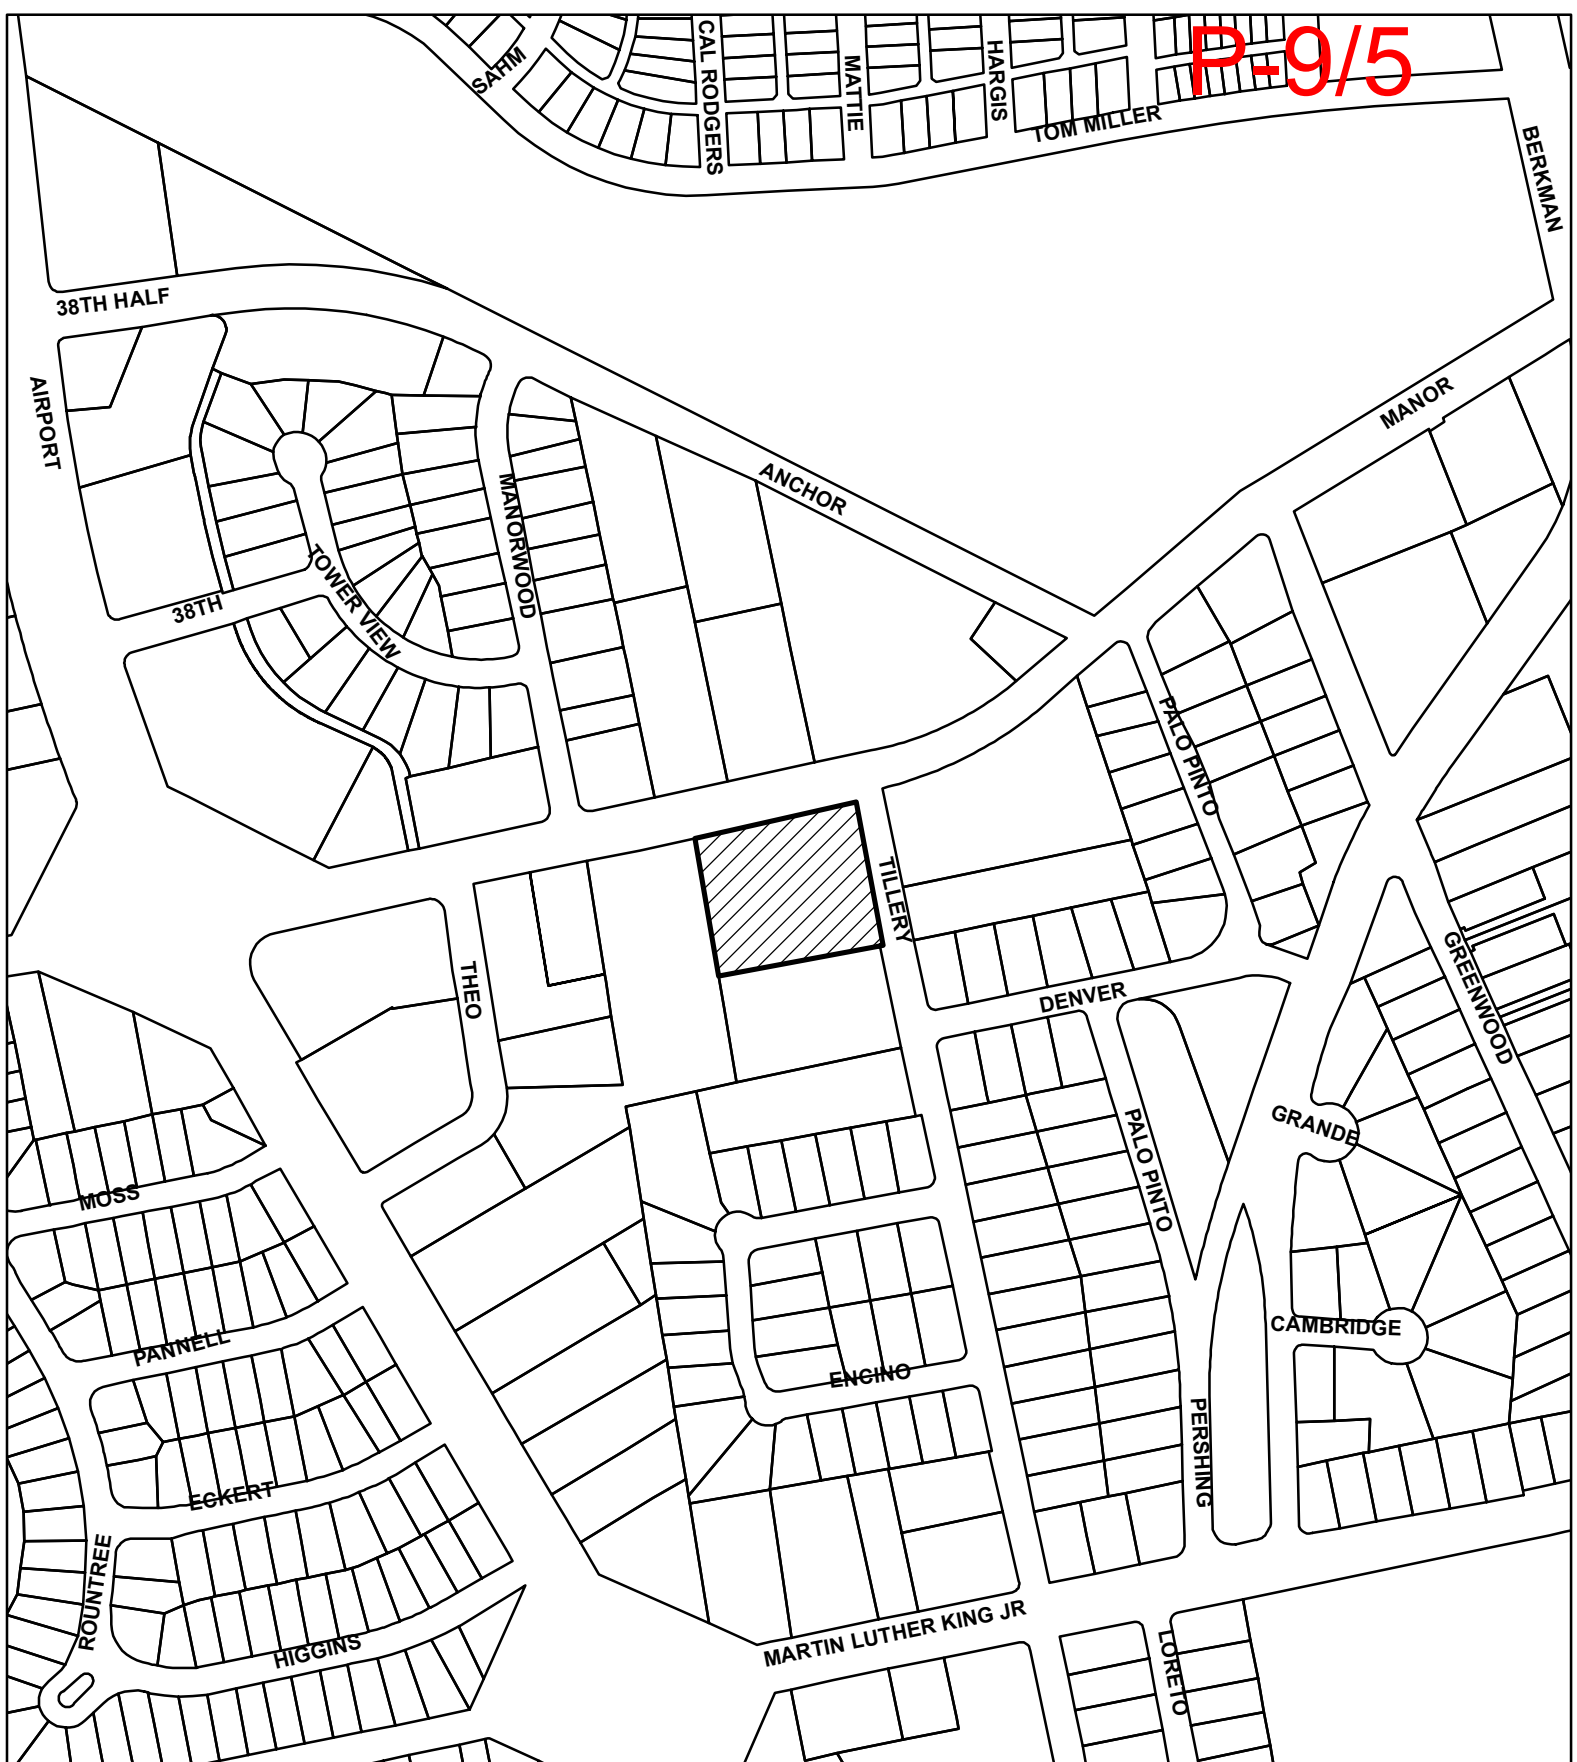 P-9/5
SAHM
CAL RODGERS
MATTIE
HARGIS
TOM MILLER
BERKMAN
38TH HALF
AIRPORT
MANOR
ANCHOR
MANORWOOD
TOWER VIEW
38TH
PALO PINTO
TILLERY
THEO
DENVER
GREENWOOD
GRANDE
PALO PINTO
MOSS
PANNELL
CAMBRIDGE
ENCINO
PERSHING
ECKERT
ROUNTREE
HIGGINS
MARTIN LUTHER KING JR
LORETO